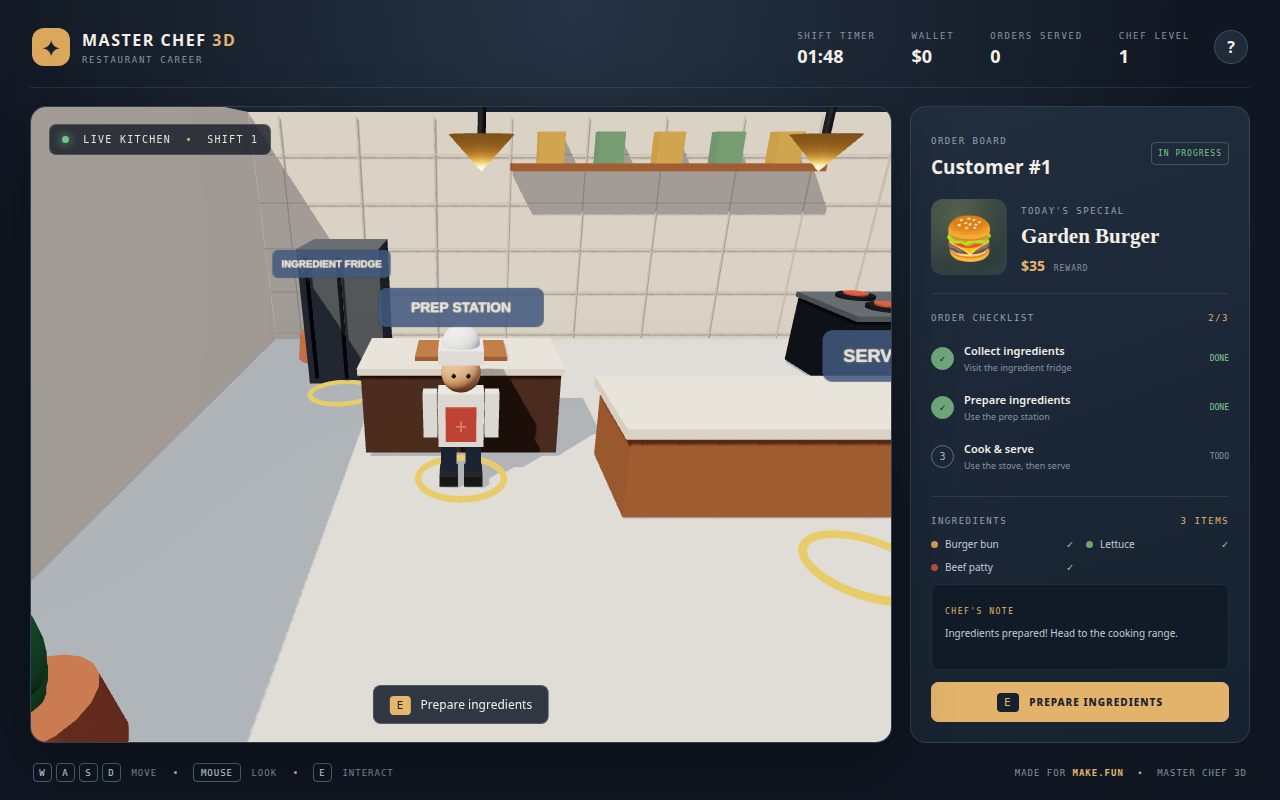 MASTER CHEF 3D
RESTAURANT CAREER
SHIFT TIMER
01:48
WALLET
$0
ORDERS SERVED
0
CHEF LEVEL
1
?
LIVE KITCHEN • SHIFT 1
INGREDIENT FRIDGE
PREP STATION
SERV
E Prepare ingredients
ORDER BOARD
Customer #1
IN PROGRESS
TODAY'S SPECIAL
Garden Burger
$35 REWARD
ORDER CHECKLIST 2/3
✓ Collect ingredients
Visit the ingredient fridge
DONE
✓ Prepare ingredients
Use the prep station
DONE
3 Cook & serve
Use the stove, then serve
TODO
INGREDIENTS 3 ITEMS
Burger bun ✓ Lettuce ✓
Beef patty ✓
CHEF'S NOTE
Ingredients prepared! Head to the cooking range.
E PREPARE INGREDIENTS
W A S D MOVE • MOUSE LOOK • E INTERACT
MADE FOR MAKE.FUN • MASTER CHEF 3D